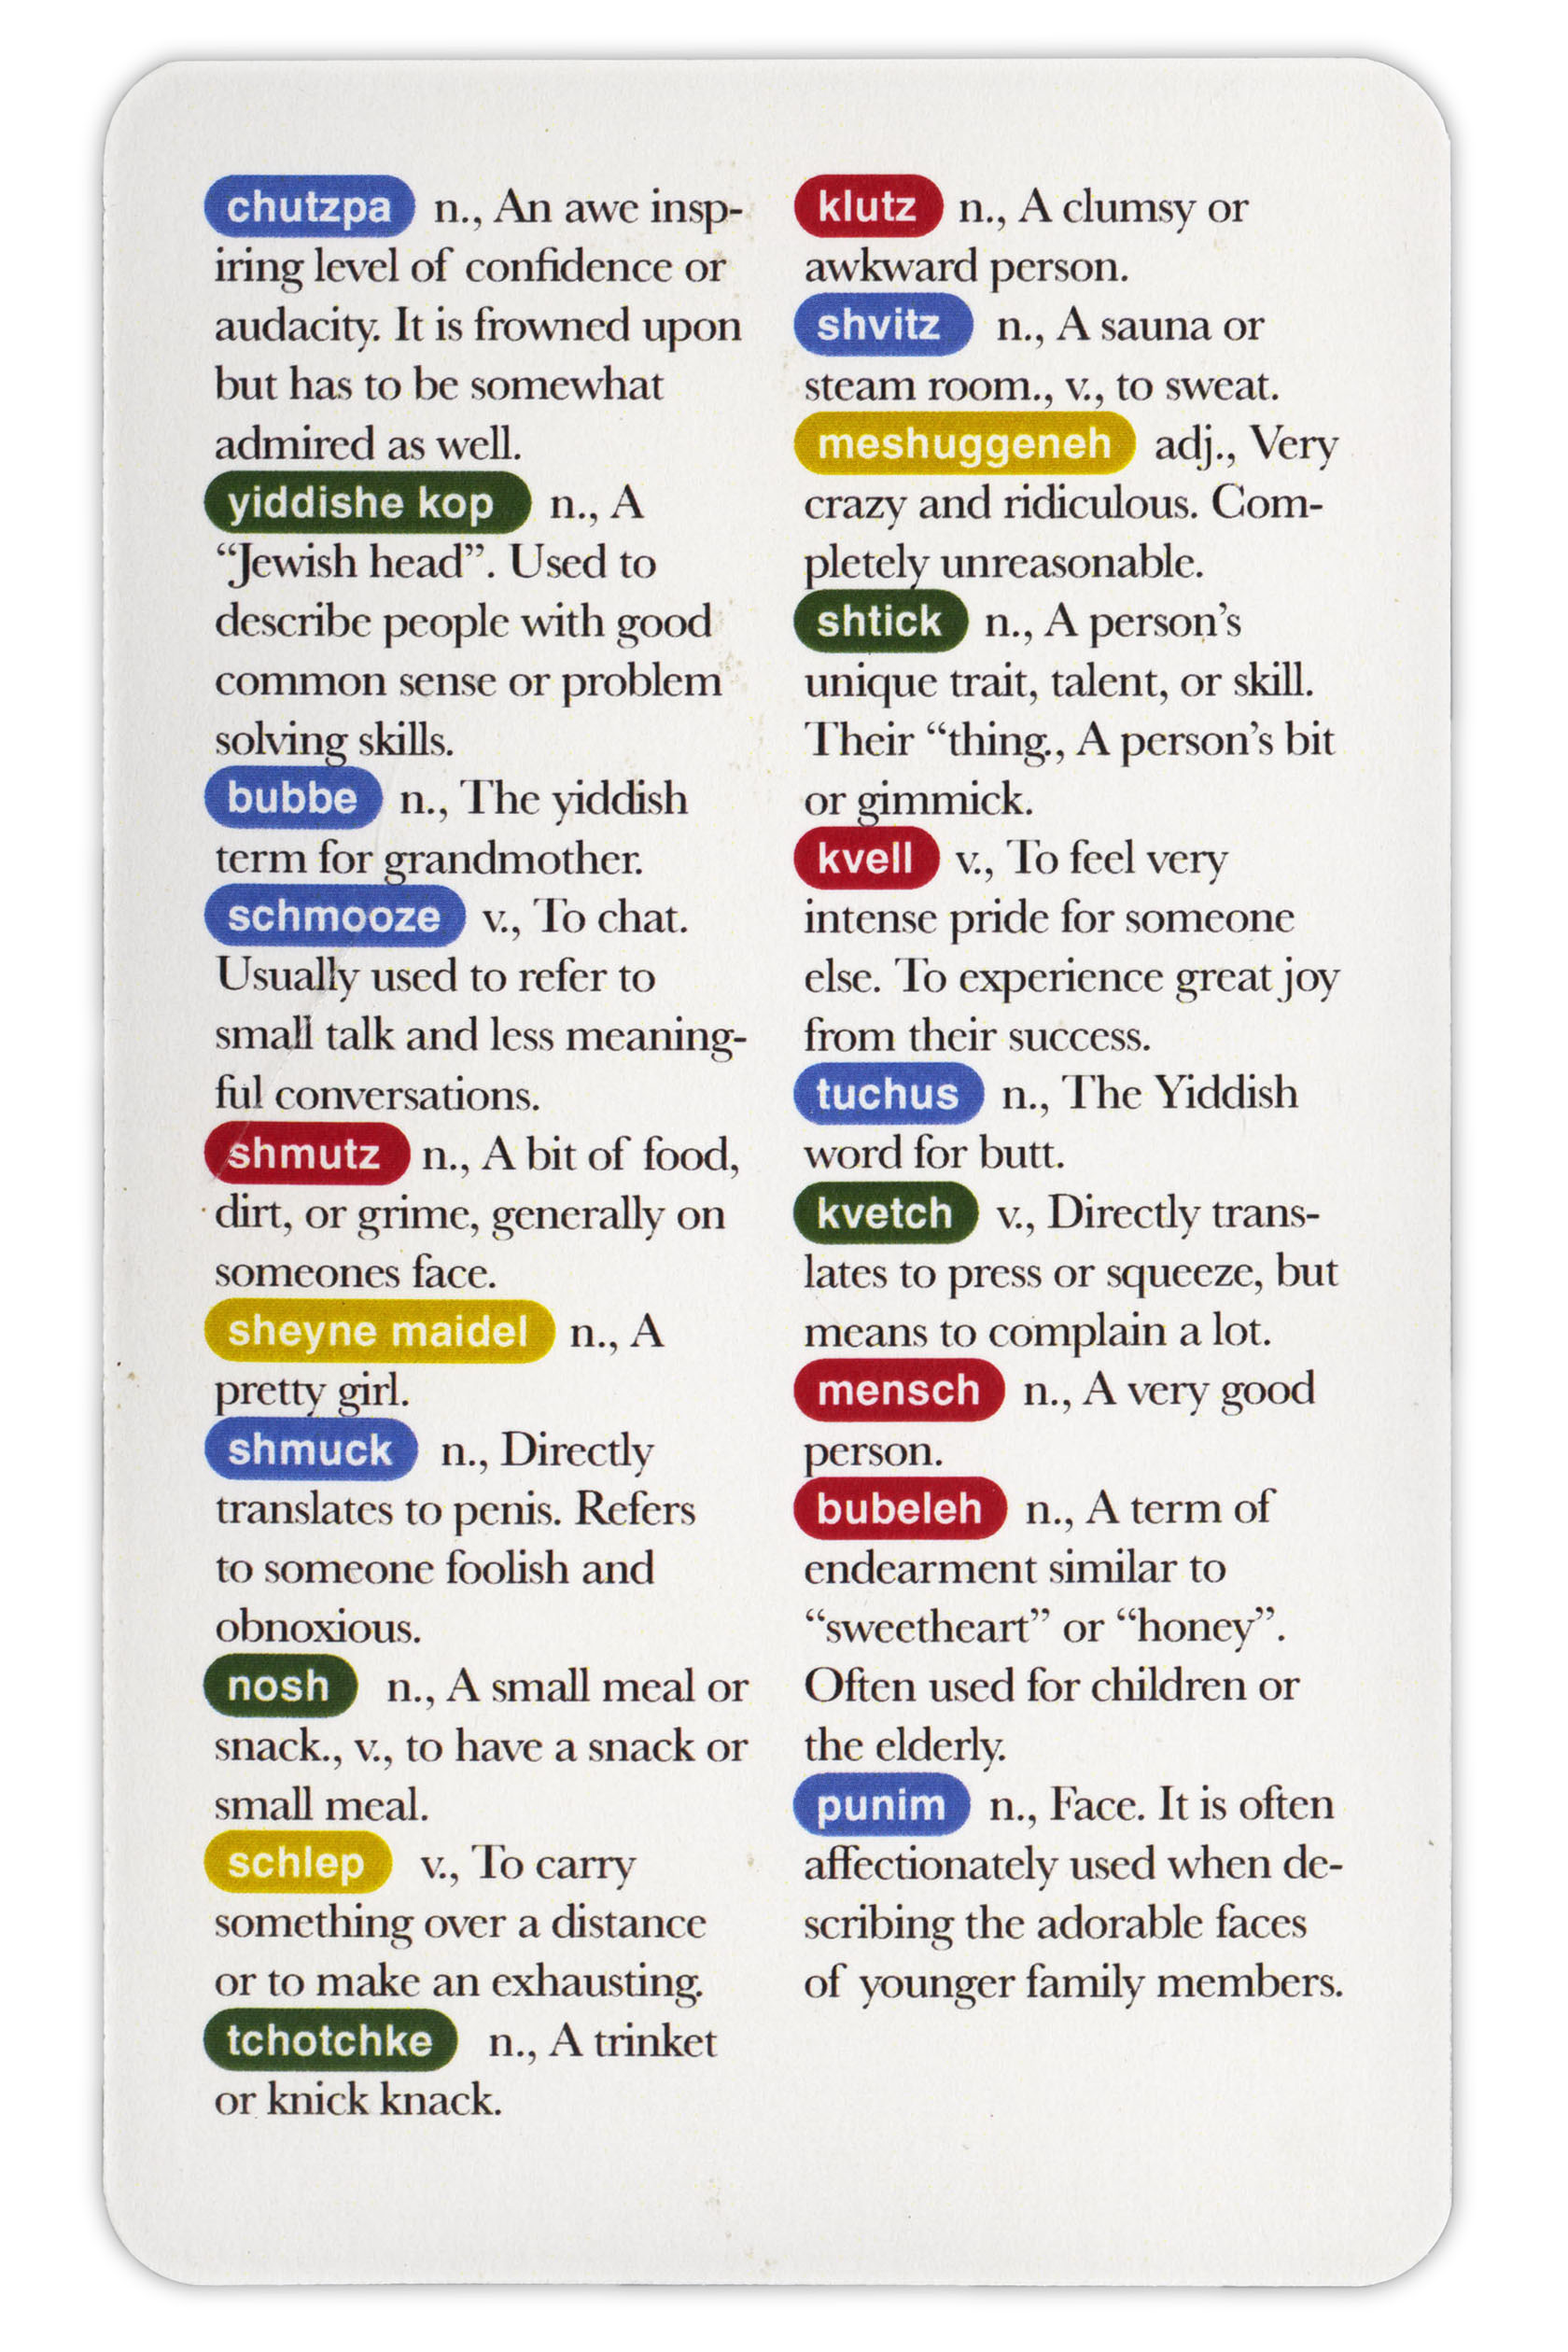 chutzpa n., An awe insp-
iring level of confidence or
audacity. It is frowned upon
but has to be somewhat
admired as well.
yiddishe kop n., A
“Jewish head”. Used to
describe people with good
common sense or problem
solving skills.
bubbe n., The yiddish
term for grandmother.
schmooze v., To chat.
Usually used to refer to
small talk and less meaning-
ful conversations.
shmutz n., A bit of food,
dirt, or grime, generally on
someones face.
sheyne maidel n., A
pretty girl.
shmuck n., Directly
translates to penis. Refers
to someone foolish and
obnoxious.
nosh n., A small meal or
snack., v., to have a snack or
small meal.
schlep v., To carry
something over a distance
or to make an exhausting.
tchotchke n., A trinket
or knick knack.
klutz n., A clumsy or
awkward person.
shvitz n., A sauna or
steam room., v., to sweat.
meshuggeneh adj., Very
crazy and ridiculous. Com-
pletely unreasonable.
shtick n., A person’s
unique trait, talent, or skill.
Their “thing., A person’s bit
or gimmick.
kvell v., To feel very
intense pride for someone
else. To experience great joy
from their success.
tuchus n., The Yiddish
word for butt.
kvetch v., Directly trans-
lates to press or squeeze, but
means to complain a lot.
mensch n., A very good
person.
bubeleh n., A term of
endearment similar to
“sweetheart” or “honey”.
Often used for children or
the elderly.
punim n., Face. It is often
affectionately used when de-
scribing the adorable faces
of younger family members.